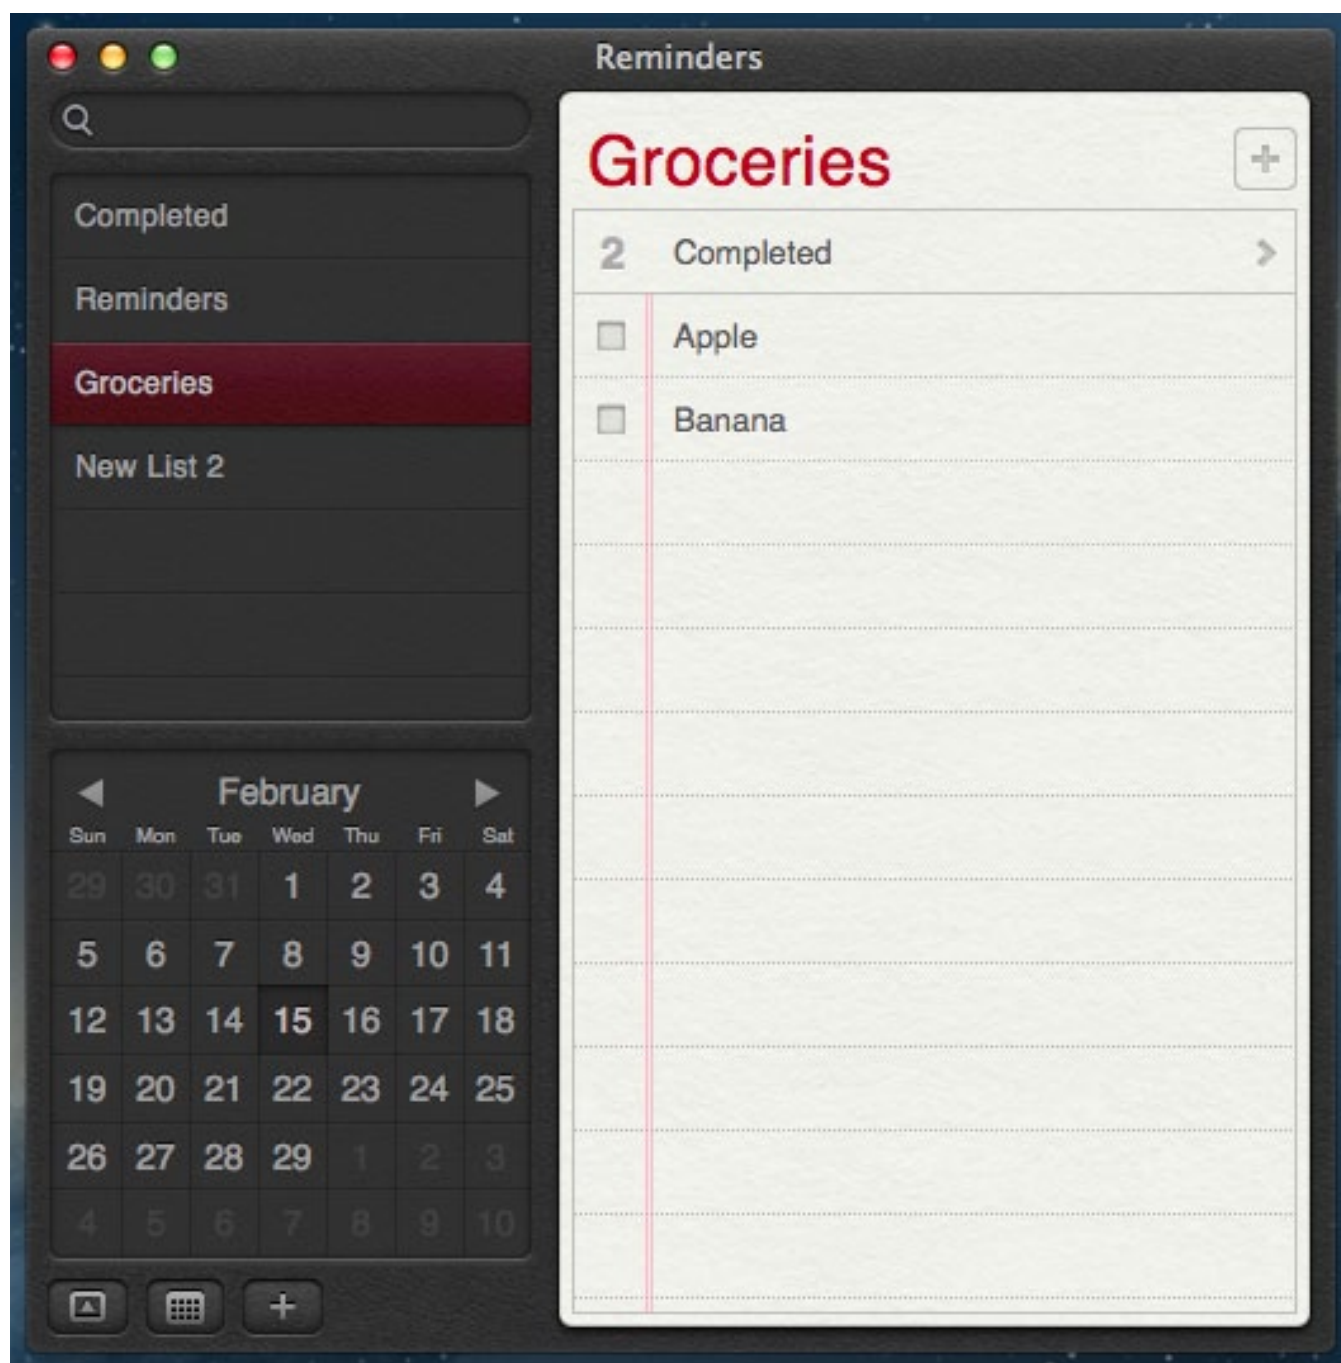 Reminders
Completed
Reminders
Groceries
New List 2
February
Sun Mon Tue Wed Thu Fri Sat
29 30 31 1 2 3 4
5 6 7 8 9 10 11
12 13 14 15 16 17 18
19 20 21 22 23 24 25
26 27 28 29 1 2 3
4 5 6 7 8 9 10
Groceries
2 Completed
Apple
Banana